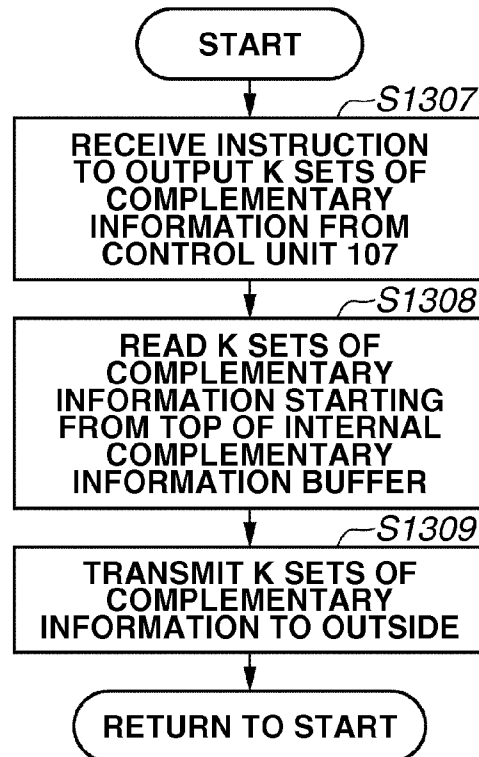 START
S1307
RECEIVE INSTRUCTION
TO OUTPUT K SETS OF
COMPLEMENTARY
INFORMATION FROM
CONTROL UNIT 107
S1308
READ K SETS OF
COMPLEMENTARY
INFORMATION STARTING
FROM TOP OF INTERNAL
COMPLEMENTARY
INFORMATION BUFFER
S1309
TRANSMIT K SETS OF
COMPLEMENTARY
INFORMATION TO OUTSIDE
RETURN TO START